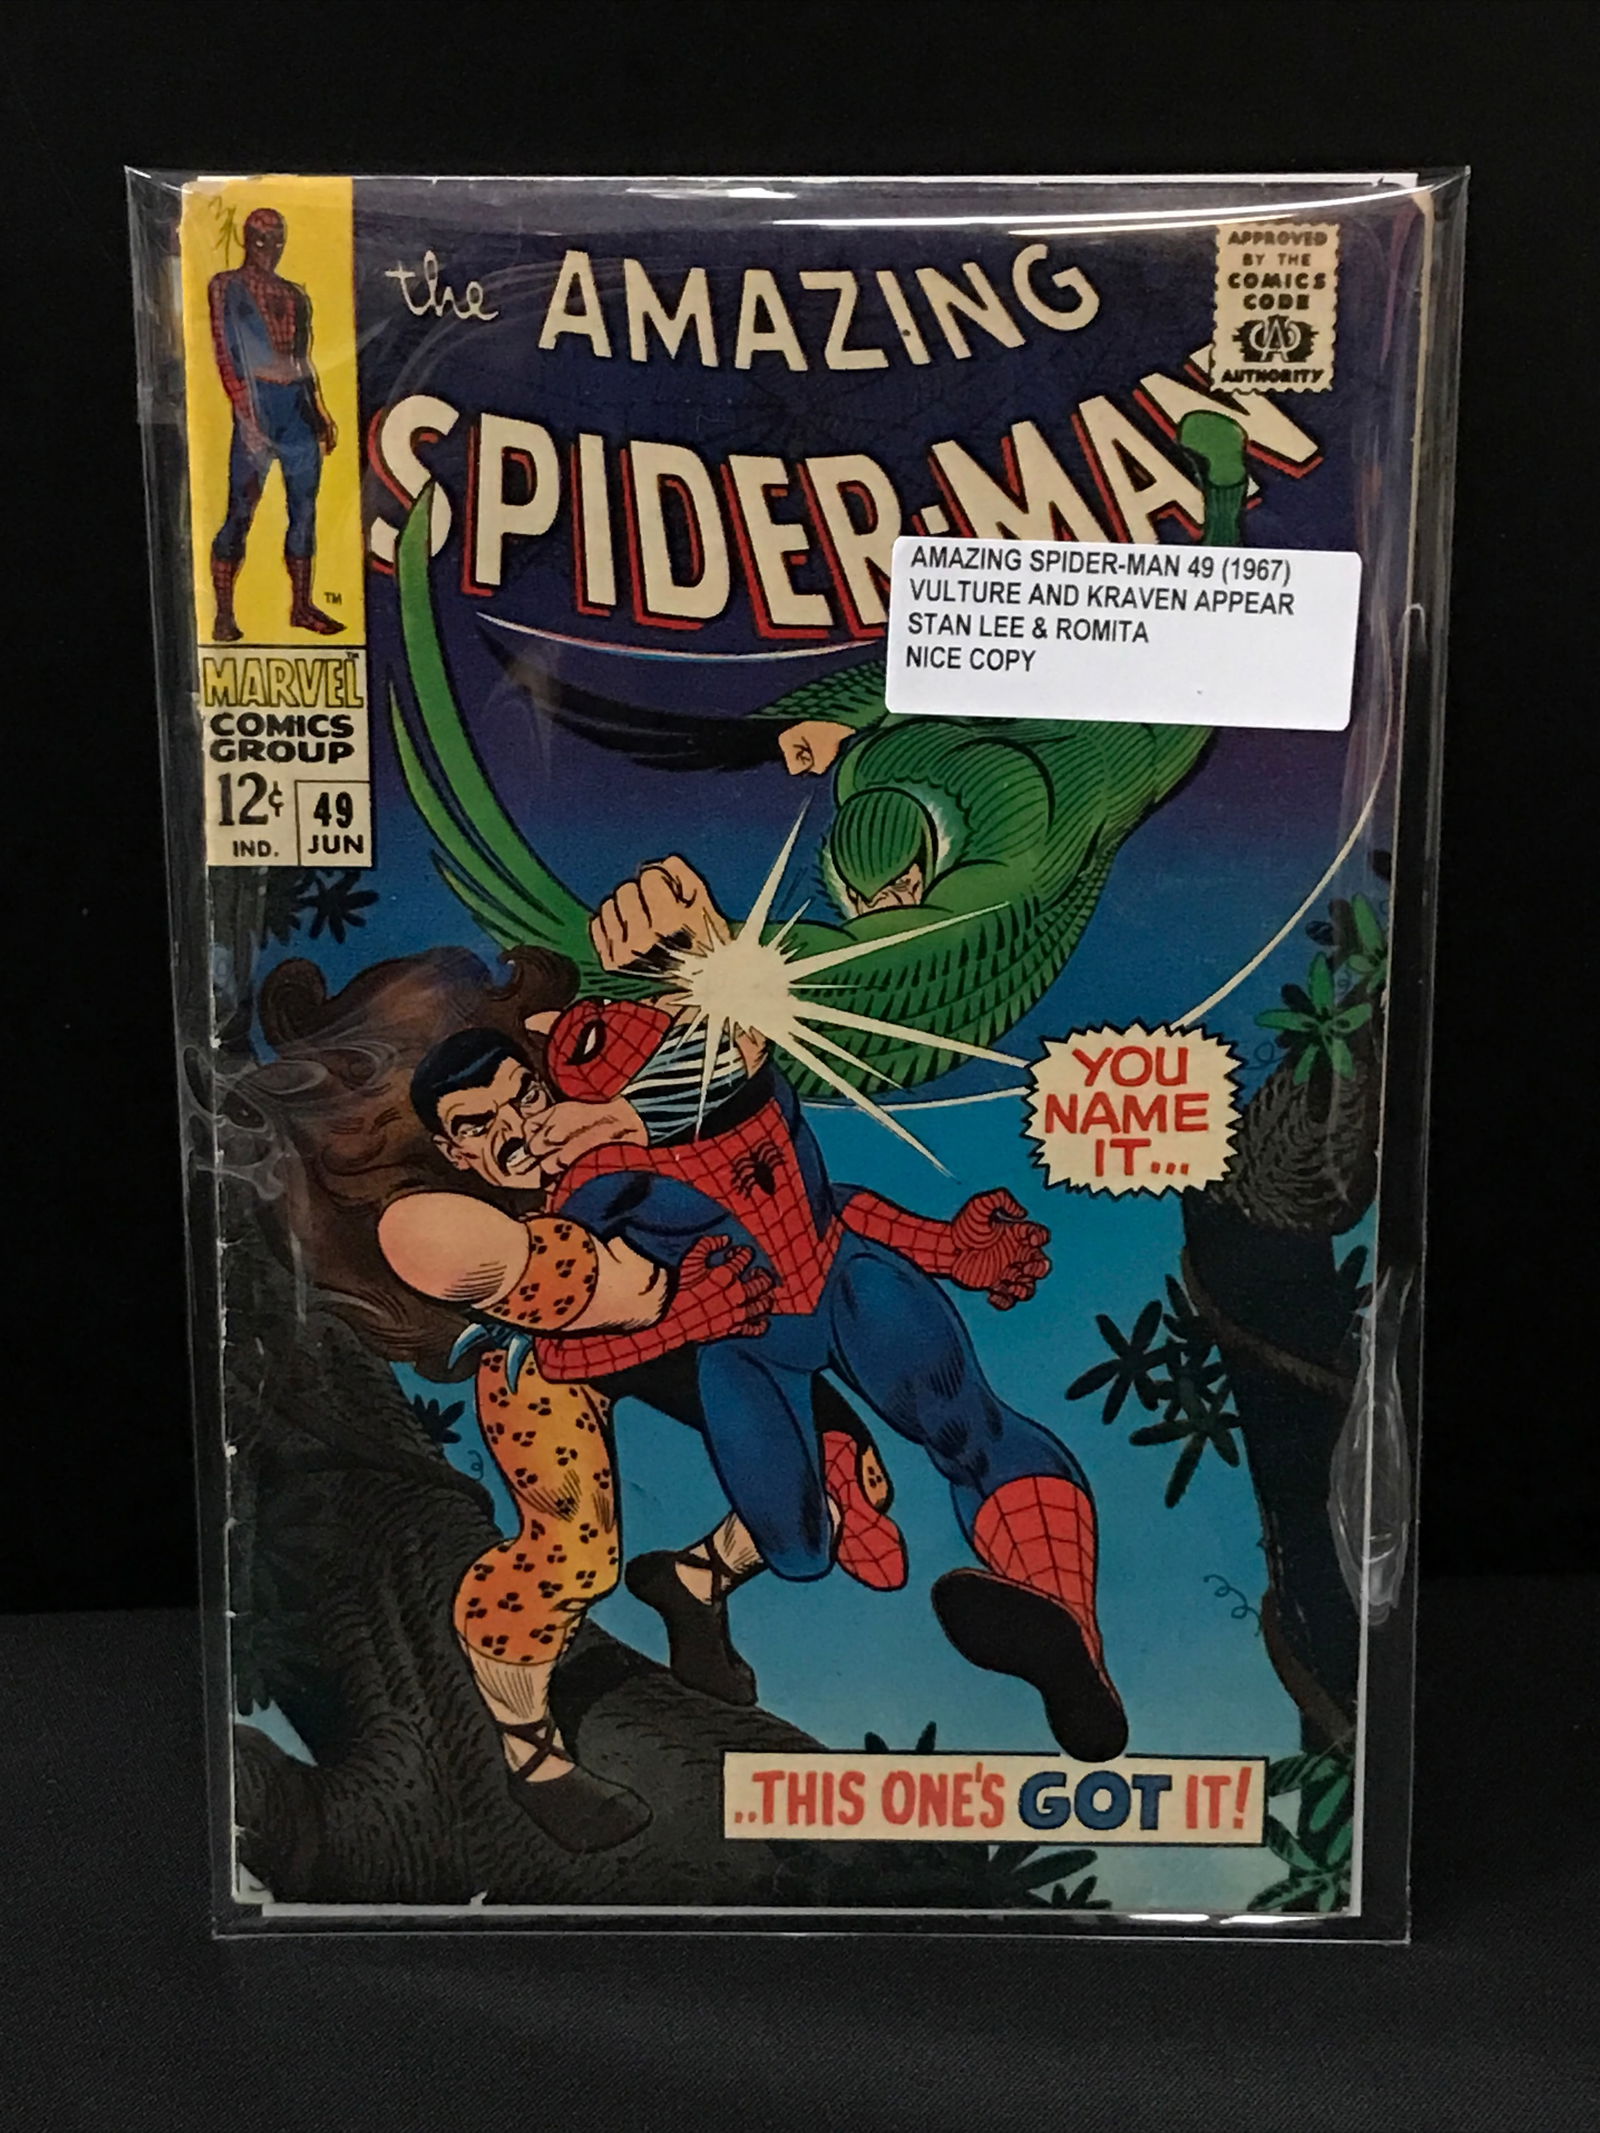 the AMAZING
SPIDER-MAN
APPROVED
BY THE
COMICS
CODE
CA
AUTHORITY
TM
MARVEL TM
COMICS
GROUP
12¢
IND.
49
JUN
AMAZING SPIDER-MAN 49 (1967)
VULTURE AND KRAVEN APPEAR
STAN LEE & ROMITA
NICE COPY
YOU
NAME
IT...
..THIS ONE'S GOT IT!